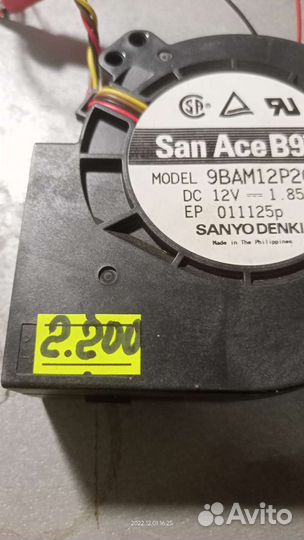 San Ace B9
MODEL 9BAM12P2
DC 12V 1.85
EP 011125p
SANYO DENKI
Made in The Philippines
2.200
2022.12.01 16:25
Avito